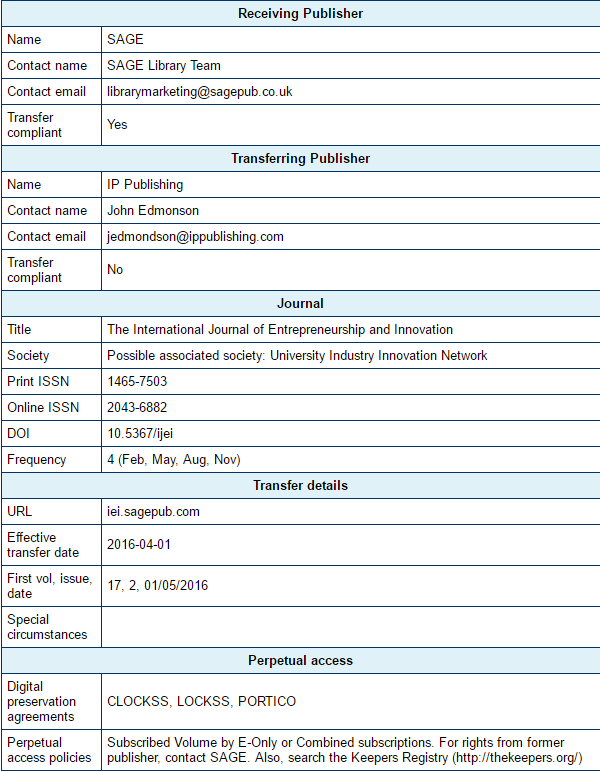 Receiving Publisher
Name SAGE
Contact name SAGE Library Team
Contact email librarymarketing@sagepub.co.uk
Transfer
compliant Yes
Transferring Publisher
Name IP Publishing
Contact name John Edmonson
Contact email jedmondson@ippublishing.com
Transfer
compliant No
Journal
Title The International Journal of Entrepreneurship and Innovation
Society Possible associated society: University Industry Innovation Network
Print ISSN 1465-7503
Online ISSN 2043-6882
DOI 10.5367/ijei
Frequency 4 (Feb, May, Aug, Nov)
Transfer details
URL iei.sagepub.com
Effective
transfer date 2016-04-01
First vol, issue,
date 17, 2, 01/05/2016
Special
circumstances
Perpetual access
Digital
preservation
agreements CLOCKSS, LOCKSS, PORTICO
Perpetual Subscribed Volume by E-Only or Combined subscriptions. For rights from former
access policies publisher, contact SAGE. Also, search the Keepers Registry (http://thekeepers.org/)